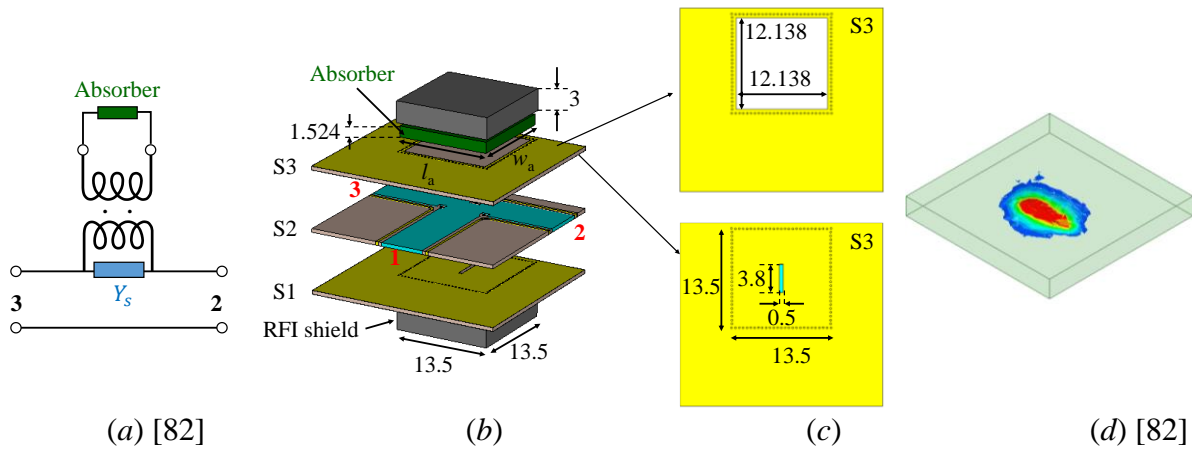 Absorber
Y_s
3
2
(a) [82]
Absorber
3
1.524
S3
l_a
w_a
3
S2
2
1
S1
RFI shield
13.5
13.5
(b)
S3
12.138
12.138
S3
3.8
13.5
0.5
13.5
(c)
(d) [82]